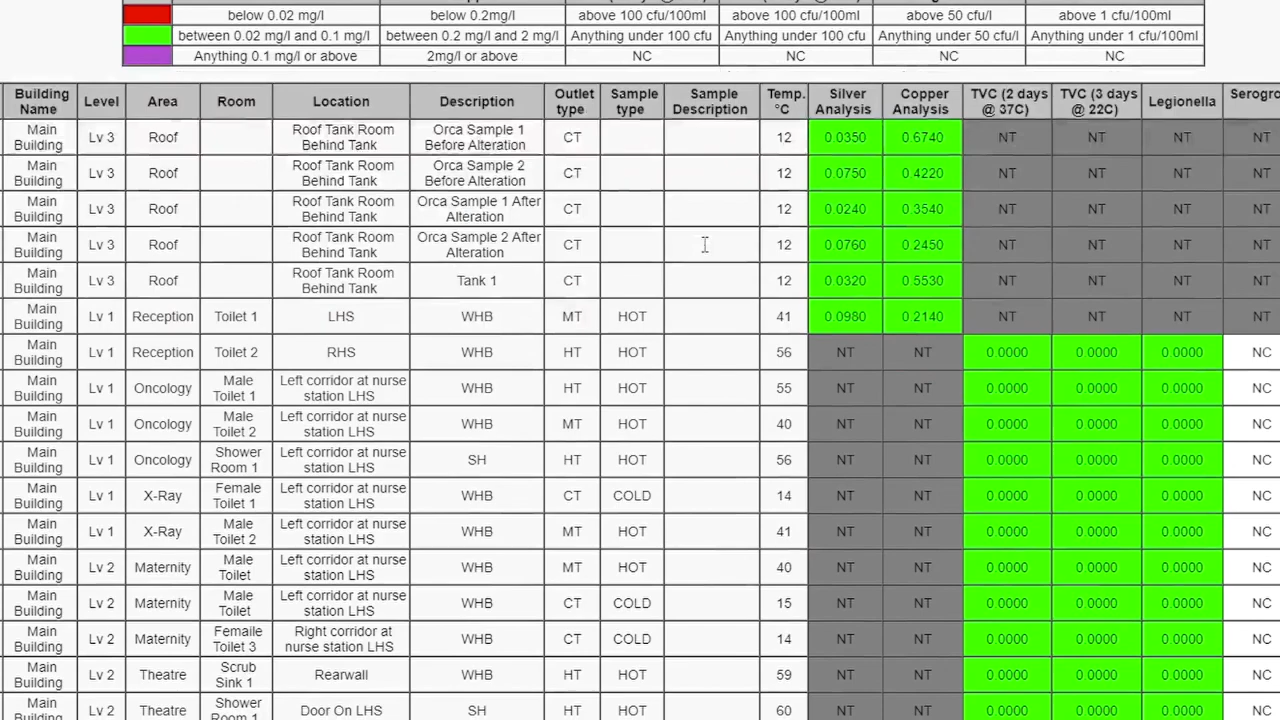 below 0.02 mg/l below 0.2mg/l above 100 cfu/100ml above 100 cfu/100ml above 50 cfu/l above 1 cfu/100ml
between 0.02 mg/l and 0.1 mg/l between 0.2 mg/l and 2 mg/l Anything under 100 cfu Anything under 100 cfu Anything under 50 cfu/l Anything under 1 cfu/100ml
Anything 0.1 mg/l or above 2mg/l or above NC NC NC NC
Building Name Level Area Room Location Description Outlet type Sample type Sample Description Temp. °C Silver Analysis Copper Analysis TVC (2 days @ 37C) TVC (3 days @ 22C) Legionella Serogro
Main Building Lv 3 Roof Roof Tank Room Behind Tank Orca Sample 1 Before Alteration CT 12 0.0350 0.6740 NT NT NT NT
Main Building Lv 3 Roof Roof Tank Room Behind Tank Orca Sample 2 Before Alteration CT 12 0.0750 0.4220 NT NT NT NT
Main Building Lv 3 Roof Roof Tank Room Behind Tank Orca Sample 1 After Alteration CT 12 0.0240 0.3540 NT NT NT NT
Main Building Lv 3 Roof Roof Tank Room Behind Tank Orca Sample 2 After Alteration CT 12 0.0760 0.2450 NT NT NT NT
Main Building Lv 3 Roof Roof Tank Room Behind Tank Tank 1 CT 12 0.0320 0.5530 NT NT NT NT
Main Building Lv 1 Reception Toilet 1 LHS WHB MT HOT 41 0.0980 0.2140 NT NT NT NT
Main Building Lv 1 Reception Toilet 2 RHS WHB HT HOT 56 NT NT 0.0000 0.0000 0.0000 NC
Main Building Lv 1 Oncology Male Toilet 1 Left corridor at nurse station LHS WHB HT HOT 55 NT NT 0.0000 0.0000 0.0000 NC
Main Building Lv 1 Oncology Male Toilet 2 Left corridor at nurse station LHS WHB MT HOT 40 NT NT 0.0000 0.0000 0.0000 NC
Main Building Lv 1 Oncology Shower Room 1 Left corridor at nurse station LHS SH HT HOT 56 NT NT 0.0000 0.0000 0.0000 NC
Main Building Lv 1 X-Ray Female Toilet 1 Left corridor at nurse station LHS WHB CT COLD 14 NT NT 0.0000 0.0000 0.0000 NC
Main Building Lv 1 X-Ray Male Toilet 2 Left corridor at nurse station LHS WHB MT HOT 41 NT NT 0.0000 0.0000 0.0000 NC
Main Building Lv 2 Maternity Male Toilet Left corridor at nurse station LHS WHB MT HOT 40 NT NT 0.0000 0.0000 0.0000 NC
Main Building Lv 2 Maternity Male Toilet Left corridor at nurse station LHS WHB CT COLD 15 NT NT 0.0000 0.0000 0.0000 NC
Main Building Lv 2 Maternity Femaile Toilet 3 Right corridor at nurse station LHS WHB CT COLD 14 NT NT 0.0000 0.0000 0.0000 NC
Main Building Lv 2 Theatre Scrub Sink 1 Rearwall WHB HT HOT 59 NT NT 0.0000 0.0000 0.0000 NC
Main Building Lv 2 Theatre Shower Room 1 Door On LHS SH HT HOT 60 NT NT 0.0000 0.0000 0.0000 NC